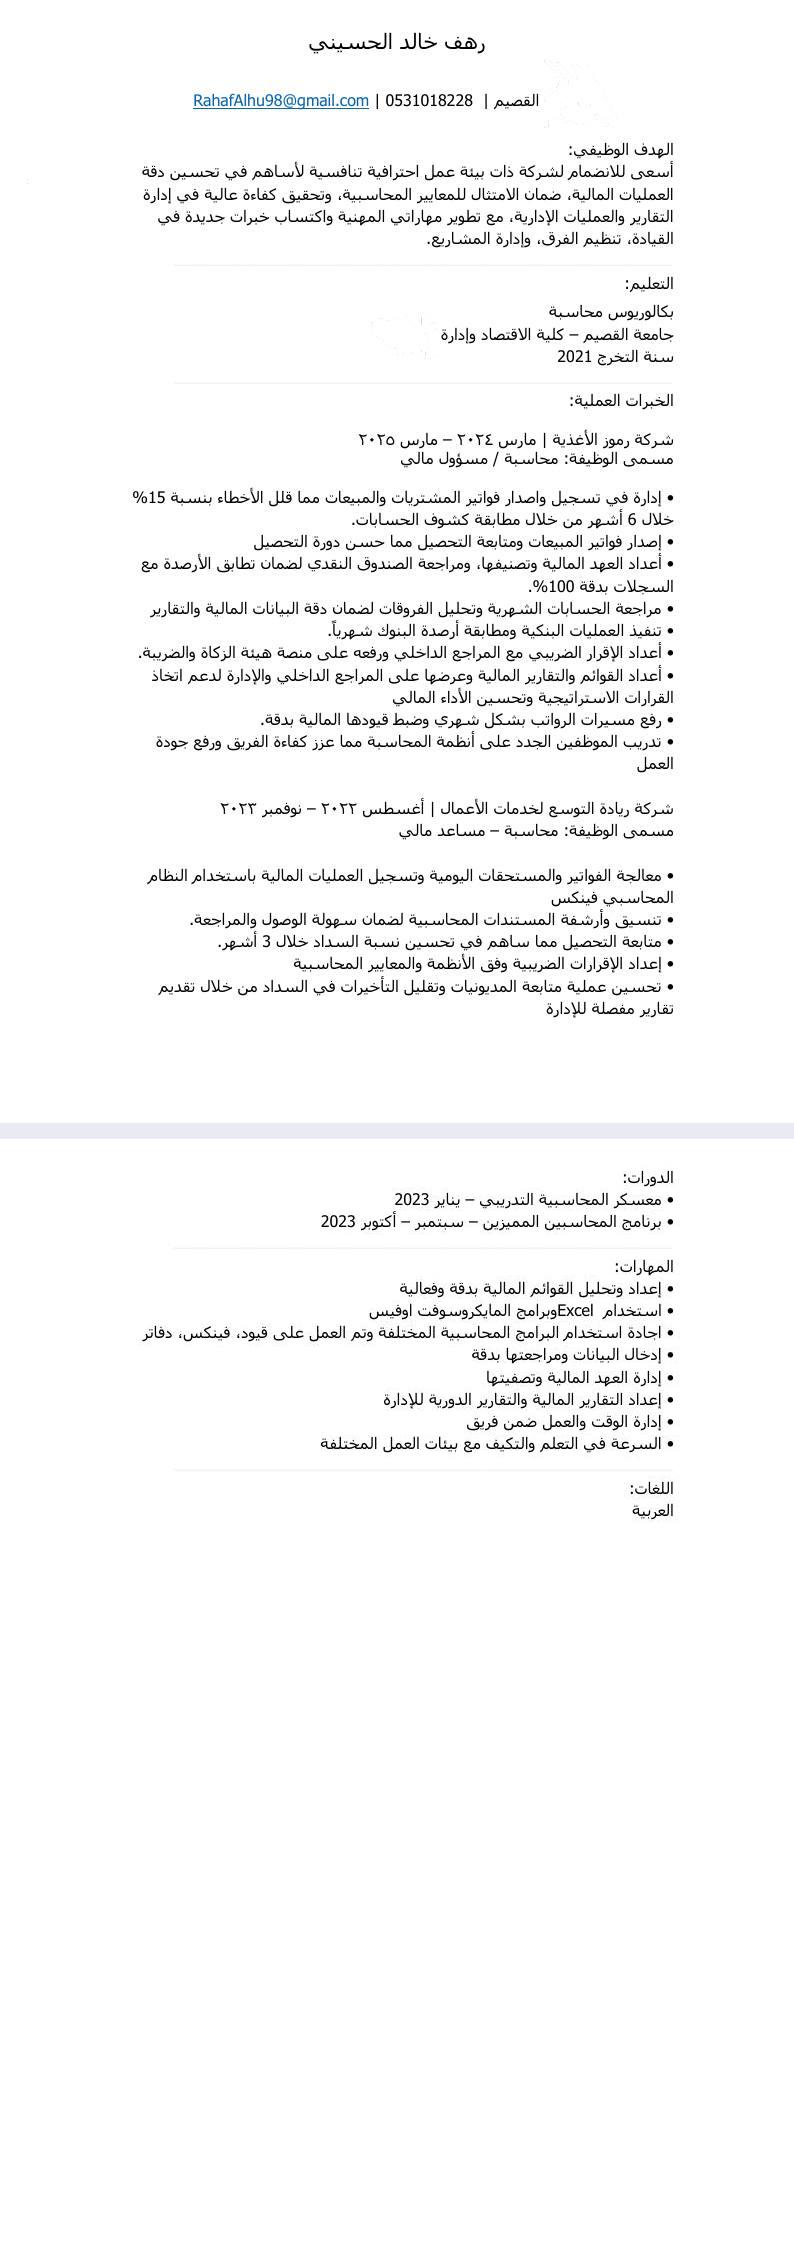 رهف خالد الحسيني
القصيم | 0531018228 | RahafAlhu98@gmail.com
الهدف الوظيفي:
أسعى للانضمام لشركة ذات بيئة عمل احترافية تنافسية لأساهم في تحسين دقة
العمليات المالية، ضمان الامتثال للمعايير المحاسبية، وتحقيق كفاءة عالية في إدارة
التقارير والعمليات الإدارية، مع تطوير مهاراتي المهنية واكتساب خبرات جديدة في
القيادة، تنظيم الفرق، وإدارة المشاريع.
التعليم:
بكالوريوس محاسبة
جامعة القصيم – كلية الاقتصاد وإدارة
سنة التخرج 2021
الخبرات العملية:
شركة رموز الأغذية | مارس ٢٠٢٤ – مارس ٢٠٢٥
مسمى الوظيفة: محاسبة / مسؤول مالي
• إدارة في تسجيل واصدار فواتير المشتريات والمبيعات مما قلل الأخطاء بنسبة 15%
خلال 6 أشهر من خلال مطابقة كشوف الحسابات.
• إصدار فواتير المبيعات ومتابعة التحصيل مما حسن دورة التحصيل
• أعداد العهد المالية وتصنيفها، ومراجعة الصندوق النقدي لضمان تطابق الأرصدة مع
السجلات بدقة 100%.
• مراجعة الحسابات الشهرية وتحليل الفروقات لضمان دقة البيانات المالية والتقارير
• تنفيذ العمليات البنكية ومطابقة أرصدة البنوك شهرياً.
• أعداد الإقرار الضريبي مع المراجع الداخلي ورفعه على منصة هيئة الزكاة والضريبة.
• أعداد القوائم والتقارير المالية وعرضها على المراجع الداخلي والإدارة لدعم اتخاذ
القرارات الاستراتيجية وتحسين الأداء المالي
• رفع مسيرات الرواتب بشكل شهري وضبط قيودها المالية بدقة.
• تدريب الموظفين الجدد على أنظمة المحاسبة مما عزز كفاءة الفريق ورفع جودة
العمل
شركة ريادة التوسع لخدمات الأعمال | أغسطس ٢٠٢٢ – نوفمبر ٢٠٢٣
مسمى الوظيفة: محاسبة – مساعد مالي
• معالجة الفواتير والمستحقات اليومية وتسجيل العمليات المالية باستخدام النظام
المحاسبي فينكس
• تنسيق وأرشفة المستندات المحاسبية لضمان سهولة الوصول والمراجعة.
• متابعة التحصيل مما ساهم في تحسين نسبة السداد خلال 3 أشهر.
• إعداد الإقرارات الضريبية وفق الأنظمة والمعايير المحاسبية
• تحسين عملية متابعة المديونيات وتقليل التأخيرات في السداد من خلال تقديم
تقارير مفصلة للإدارة
الدورات:
• معسكر المحاسبية التدريبي – يناير 2023
• برنامج المحاسبين المميزين – سبتمبر – أكتوبر 2023
المهارات:
• إعداد وتحليل القوائم المالية بدقة وفعالية
• استخدام Excelوبرامج المايكروسوفت اوفيس
• اجادة استخدام البرامج المحاسبية المختلفة وتم العمل على قيود، فينكس، دفاتر
• إدخال البيانات ومراجعتها بدقة
• إدارة العهد المالية وتصفيتها
• إعداد التقارير المالية والتقارير الدورية للإدارة
• إدارة الوقت والعمل ضمن فريق
• السرعة في التعلم والتكيف مع بيئات العمل المختلفة
اللغات:
العربية